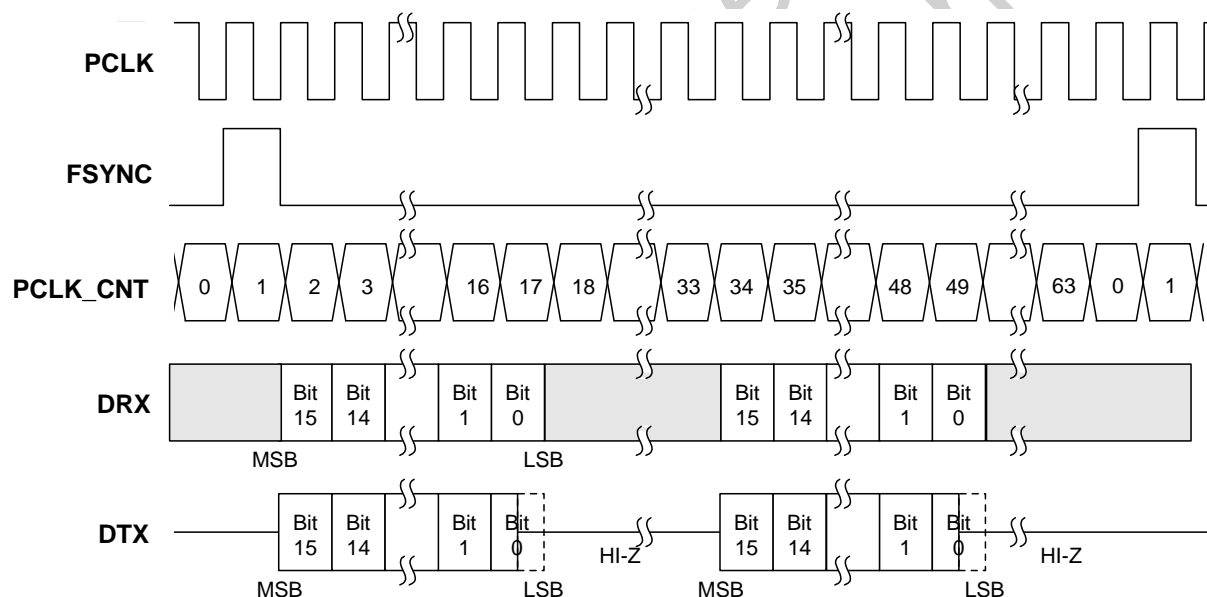 PCLK
FSYNC
PCLK_CNT 0 1 2 3 16 17 18 33 34 35 48 49 63 0 1
DRX Bit 15 Bit 14 Bit 1 Bit 0 Bit 15 Bit 14 Bit 1 Bit 0
MSB LSB
DTX Bit 15 Bit 14 Bit 1 Bit 0 HI-Z Bit 15 Bit 14 Bit 1 Bit 0 HI-Z
MSB LSB MSB LSB